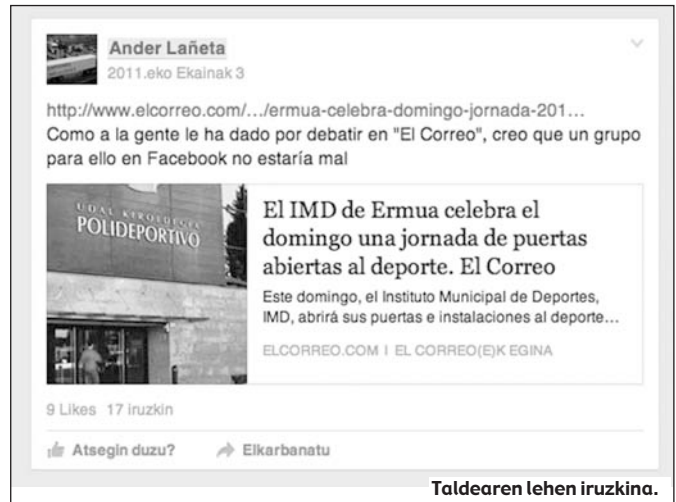 Ander Lañeta
2011.eko Ekainak 3
http://www.elcorreo.com/.../ermua-celebra-domingo-jornada-201...
Como a la gente le ha dado por debatir en "El Correo", creo que un grupo
para ello en Facebook no estaría mal
UDAL KIROLDEGIA
POLIDEPORTIVO
El IMD de Ermua celebra el
domingo una jornada de puertas
abiertas al deporte. El Correo
Este domingo, el Instituto Municipal de Deportes,
IMD, abrirá sus puertas e instalaciones al deporte...
ELCORREO.COM | EL CORREO(E)K EGINA
9 Likes 17 iruzkin
Atsegin duzu? Elkarbanatu
Taldearen lehen iruzkina.